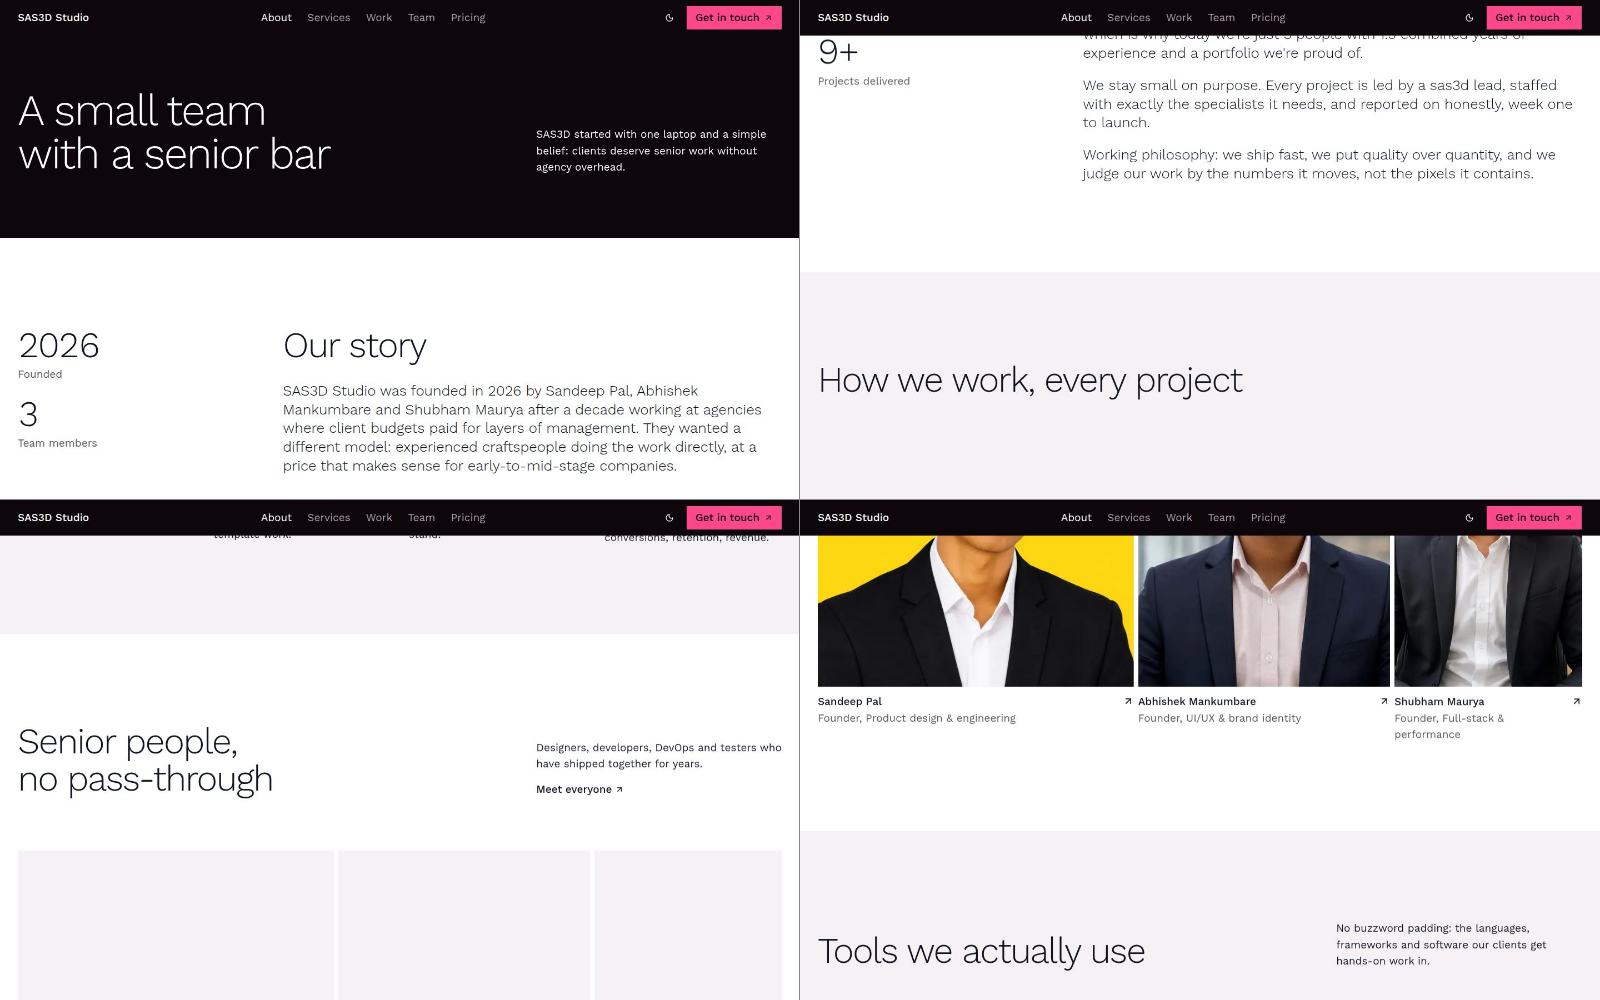 SAS3D Studio
About Services Work Team Pricing
Get in touch
A small team
with a senior bar
SAS3D started with one laptop and a simple
belief: clients deserve senior work without
agency overhead.
2026
Founded
3
Team members
Our story
SAS3D Studio was founded in 2026 by Sandeep Pal, Abhishek
Mankumbare and Shubham Maurya after a decade working at agencies
where client budgets paid for layers of management. They wanted a
different model: experienced craftspeople doing the work directly, at a
price that makes sense for early-to-mid-stage companies.
SAS3D Studio
About Services Work Team Pricing
Get in touch
9+
Projects delivered
experience and a portfolio we're proud of.
We stay small on purpose. Every project is led by a sas3d lead, staffed
with exactly the specialists it needs, and reported on honestly, week one
to launch.
Working philosophy: we ship fast, we put quality over quantity, and we
judge our work by the numbers it moves, not the pixels it contains.
How we work, every project
SAS3D Studio
About Services Work Team Pricing
Get in touch
template work.
stand.
conversions, retention, revenue.
Senior people,
no pass-through
Designers, developers, DevOps and testers who
have shipped together for years.
Meet everyone
SAS3D Studio
About Services Work Team Pricing
Get in touch
Sandeep Pal
Founder, Product design & engineering
Abhishek Mankumbare
Founder, UI/UX & brand identity
Shubham Maurya
Founder, Full-stack &
performance
Tools we actually use
No buzzword padding: the languages,
frameworks and software our clients get
hands-on work in.